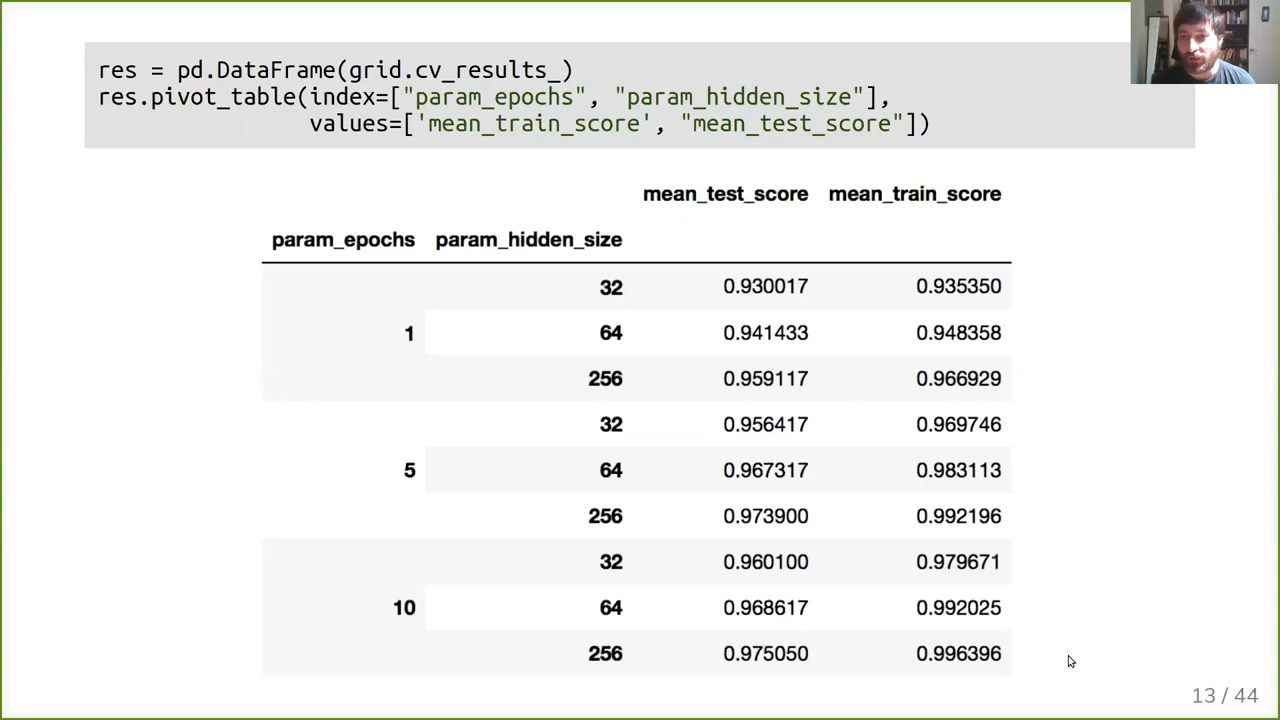 res = pd.DataFrame(grid.cv_results_)
res.pivot_table(index=["param_epochs", "param_hidden_size"],
values=['mean_train_score', "mean_test_score"])
mean_test_score mean_train_score
param_epochs param_hidden_size
32 0.930017 0.935350
1 64 0.941433 0.948358
256 0.959117 0.966929
32 0.956417 0.969746
5 64 0.967317 0.983113
256 0.973900 0.992196
32 0.960100 0.979671
10 64 0.968617 0.992025
256 0.975050 0.996396
13 / 44